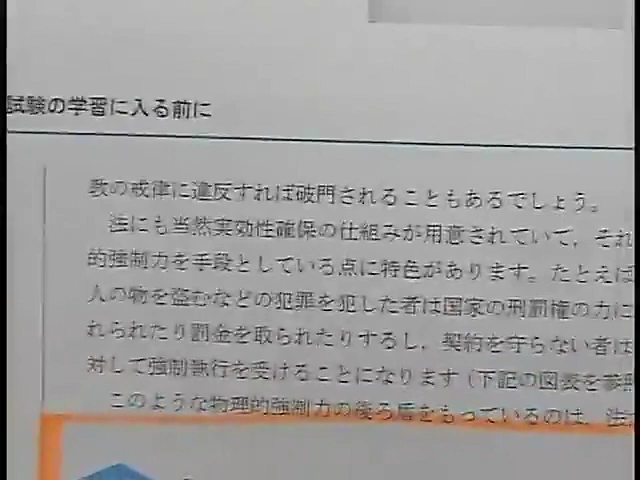 試験の学習に入る前に
教の戒律に違反すれば破門されることもあるでしょう。
法にも当然実効性確保の仕組みが用意されていて，それ
的強制力を手段としている点に特色があります。たとえば
人の物を盗むなどの犯罪を犯した者は国家の刑罰権の力に
れられたり罰金を取られたりするし，契約を守らない者は
対して強制執行を受けることになります（下記の図表を参照
このような物理的強制力の後ろ盾をもっているのは，法